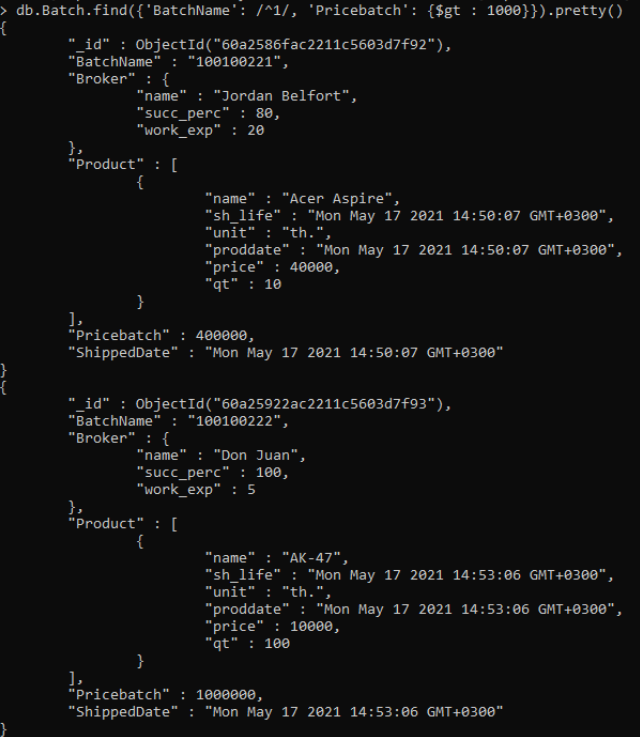 > db.Batch.find({'BatchName': /^1/, 'Pricebatch': {$gt : 1000}}).pretty()
{
        "_id" : ObjectId("60a2586fac2211c5603d7f92"),
        "BatchName" : "100100221",
        "Broker" : {
                "name" : "Jordan Belfort",
                "succ_perc" : 80,
                "work_exp" : 20
        },
        "Product" : [
                {
                        "name" : "Acer Aspire",
                        "sh_life" : "Mon May 17 2021 14:50:07 GMT+0300",
                        "unit" : "th.",
                        "proddate" : "Mon May 17 2021 14:50:07 GMT+0300",
                        "price" : 40000,
                        "qt" : 10
                }
        ],
        "Pricebatch" : 400000,
        "ShippedDate" : "Mon May 17 2021 14:50:07 GMT+0300"
}
{
        "_id" : ObjectId("60a25922ac2211c5603d7f93"),
        "BatchName" : "100100222",
        "Broker" : {
                "name" : "Don Juan",
                "succ_perc" : 100,
                "work_exp" : 5
        },
        "Product" : [
                {
                        "name" : "AK-47",
                        "sh_life" : "Mon May 17 2021 14:53:06 GMT+0300",
                        "unit" : "th.",
                        "proddate" : "Mon May 17 2021 14:53:06 GMT+0300",
                        "price" : 10000,
                        "qt" : 100
                }
        ],
        "Pricebatch" : 1000000,
        "ShippedDate" : "Mon May 17 2021 14:53:06 GMT+0300"
}